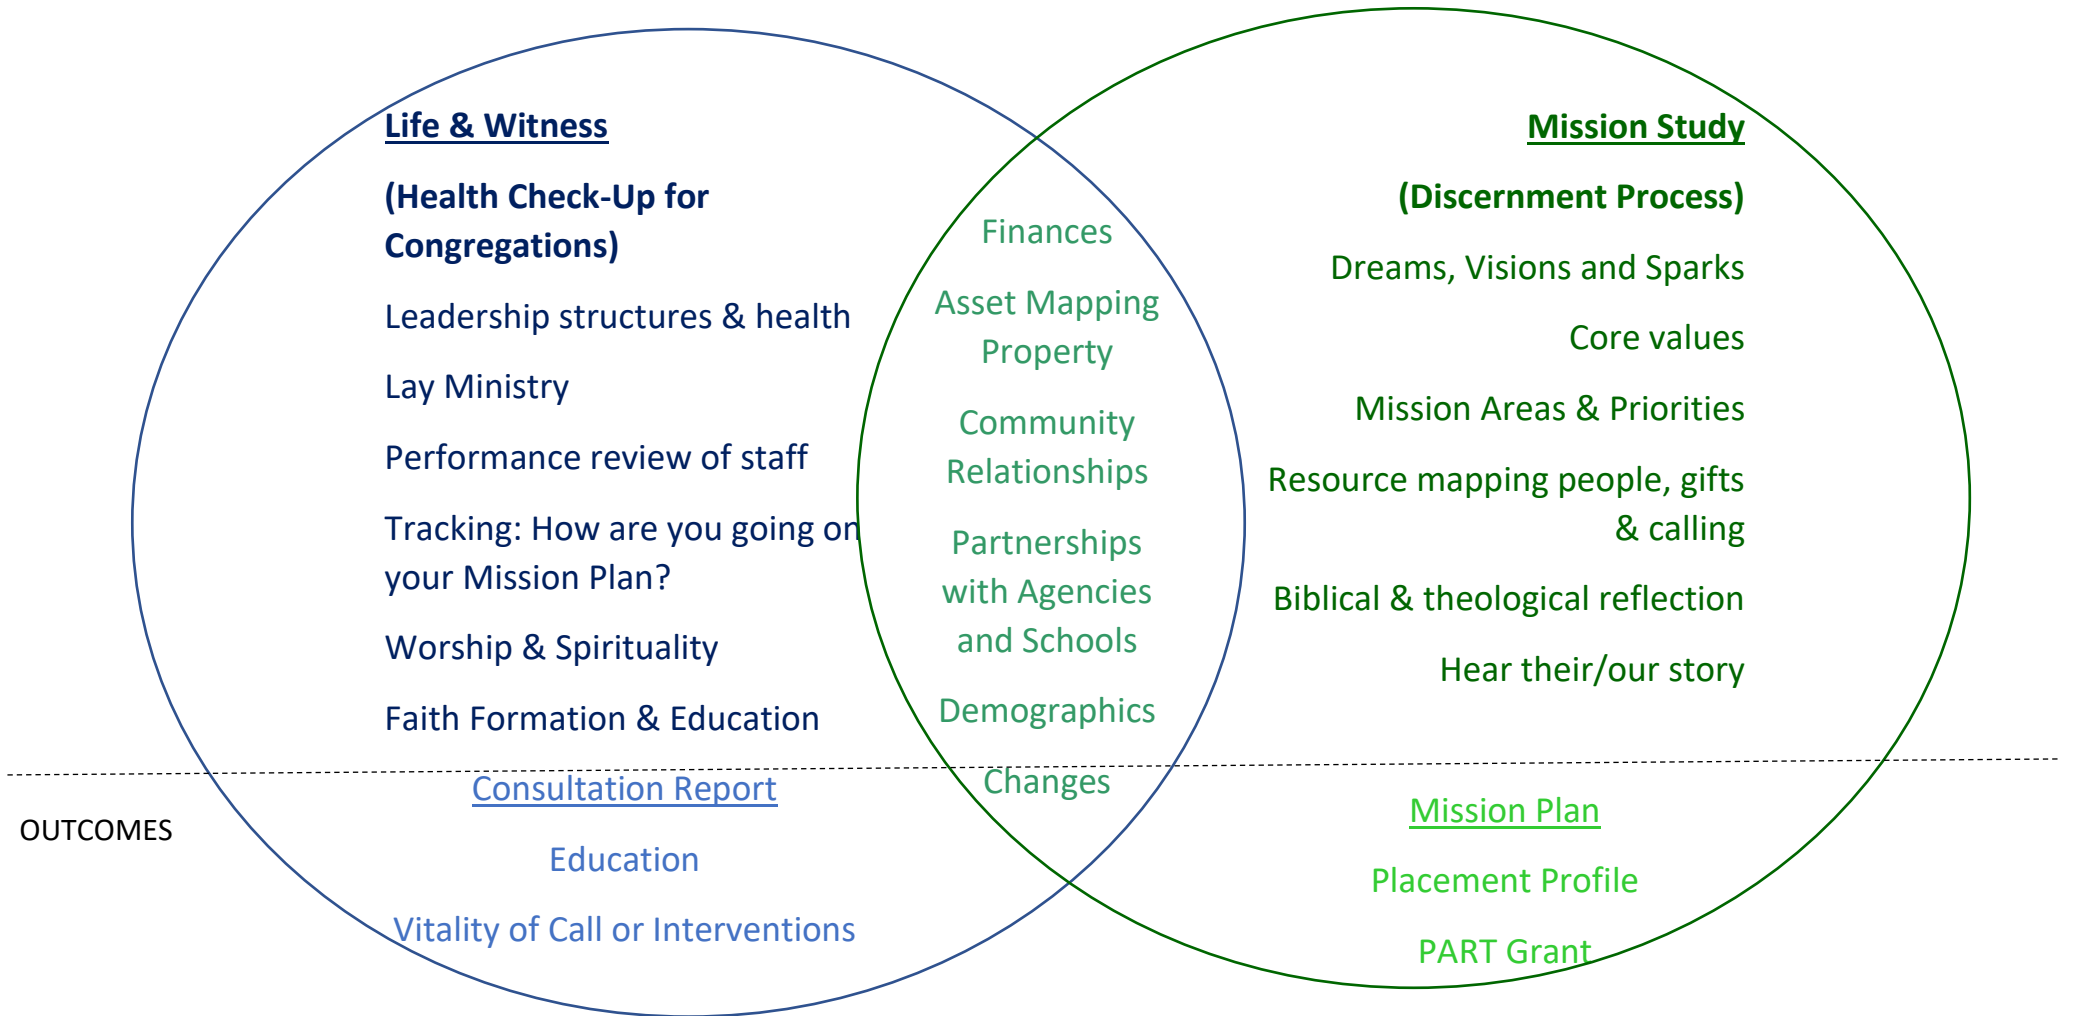 Life & Witness
(Health Check-Up for
Congregations)
Leadership structures & health
Lay Ministry
Performance review of staff
Tracking: How are you going on
your Mission Plan?
Worship & Spirituality
Faith Formation & Education
Finances
Asset Mapping
Property
Community
Relationships
Partnerships
with Agencies
and Schools
Demographics
Changes
Mission Study
(Discernment Process)
Dreams, Visions and Sparks
Core values
Mission Areas & Priorities
Resource mapping people, gifts
& calling
Biblical & theological reflection
Hear their/our story
OUTCOMES
Consultation Report
Education
Vitality of Call or Interventions
Mission Plan
Placement Profile
PART Grant